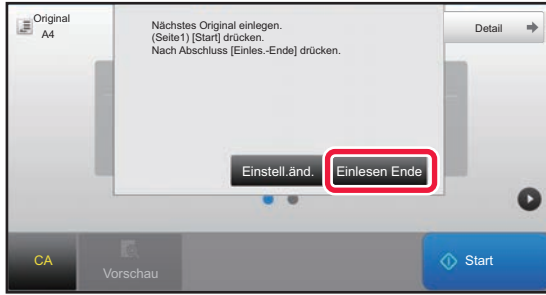 Original
A4
Nächstes Original einlegen.
(Seite1) [Start] drücken.
Nach Abschluss [Einles.-Ende] drücken.
Detail
Einstell.änd.
Einlesen Ende
CA
Vorschau
Start